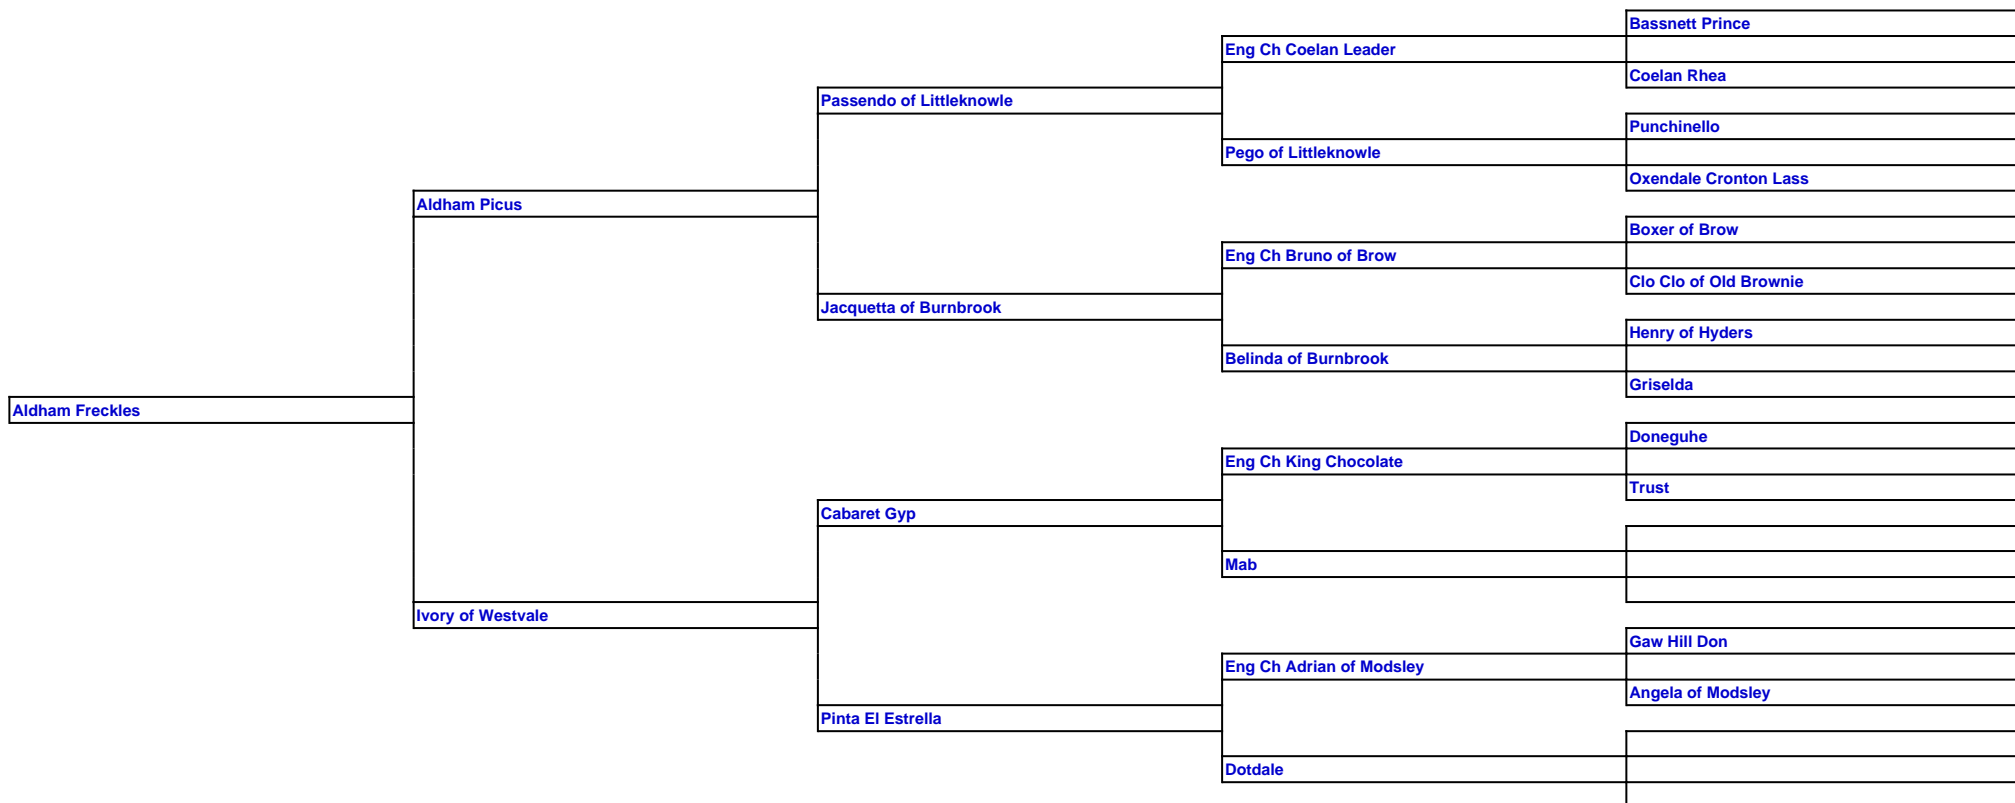 Bassnett Prince
Eng Ch Coelan Leader
Coelan Rhea
Passendo of Littleknowle
Punchinello
Pego of Littleknowle
Oxendale Cronton Lass
Aldham Picus
Boxer of Brow
Eng Ch Bruno of Brow
Clo Clo of Old Brownie
Jacquetta of Burnbrook
Henry of Hyders
Belinda of Burnbrook
Griselda
Aldham Freckles
Doneguhe
Eng Ch King Chocolate
Trust
Cabaret Gyp
Mab
Ivory of Westvale
Gaw Hill Don
Eng Ch Adrian of Modsley
Angela of Modsley
Pinta El Estrella
Dotdale